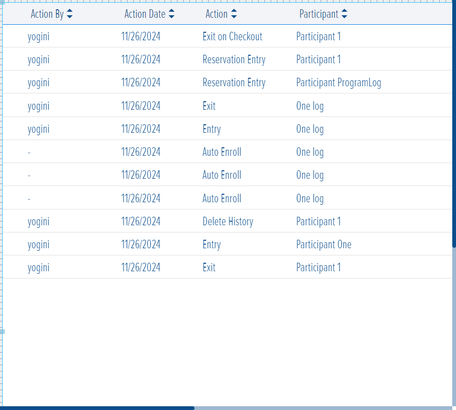 Action By Action Date Action Participant
yogini 11/26/2024 Exit on Checkout Participant 1
yogini 11/26/2024 Reservation Entry Participant 1
yogini 11/26/2024 Reservation Entry Participant ProgramLog
yogini 11/26/2024 Exit One log
yogini 11/26/2024 Entry One log
- 11/26/2024 Auto Enroll One log
- 11/26/2024 Auto Enroll One log
- 11/26/2024 Auto Enroll One log
yogini 11/26/2024 Delete History Participant 1
yogini 11/26/2024 Entry Participant One
yogini 11/26/2024 Exit Participant 1